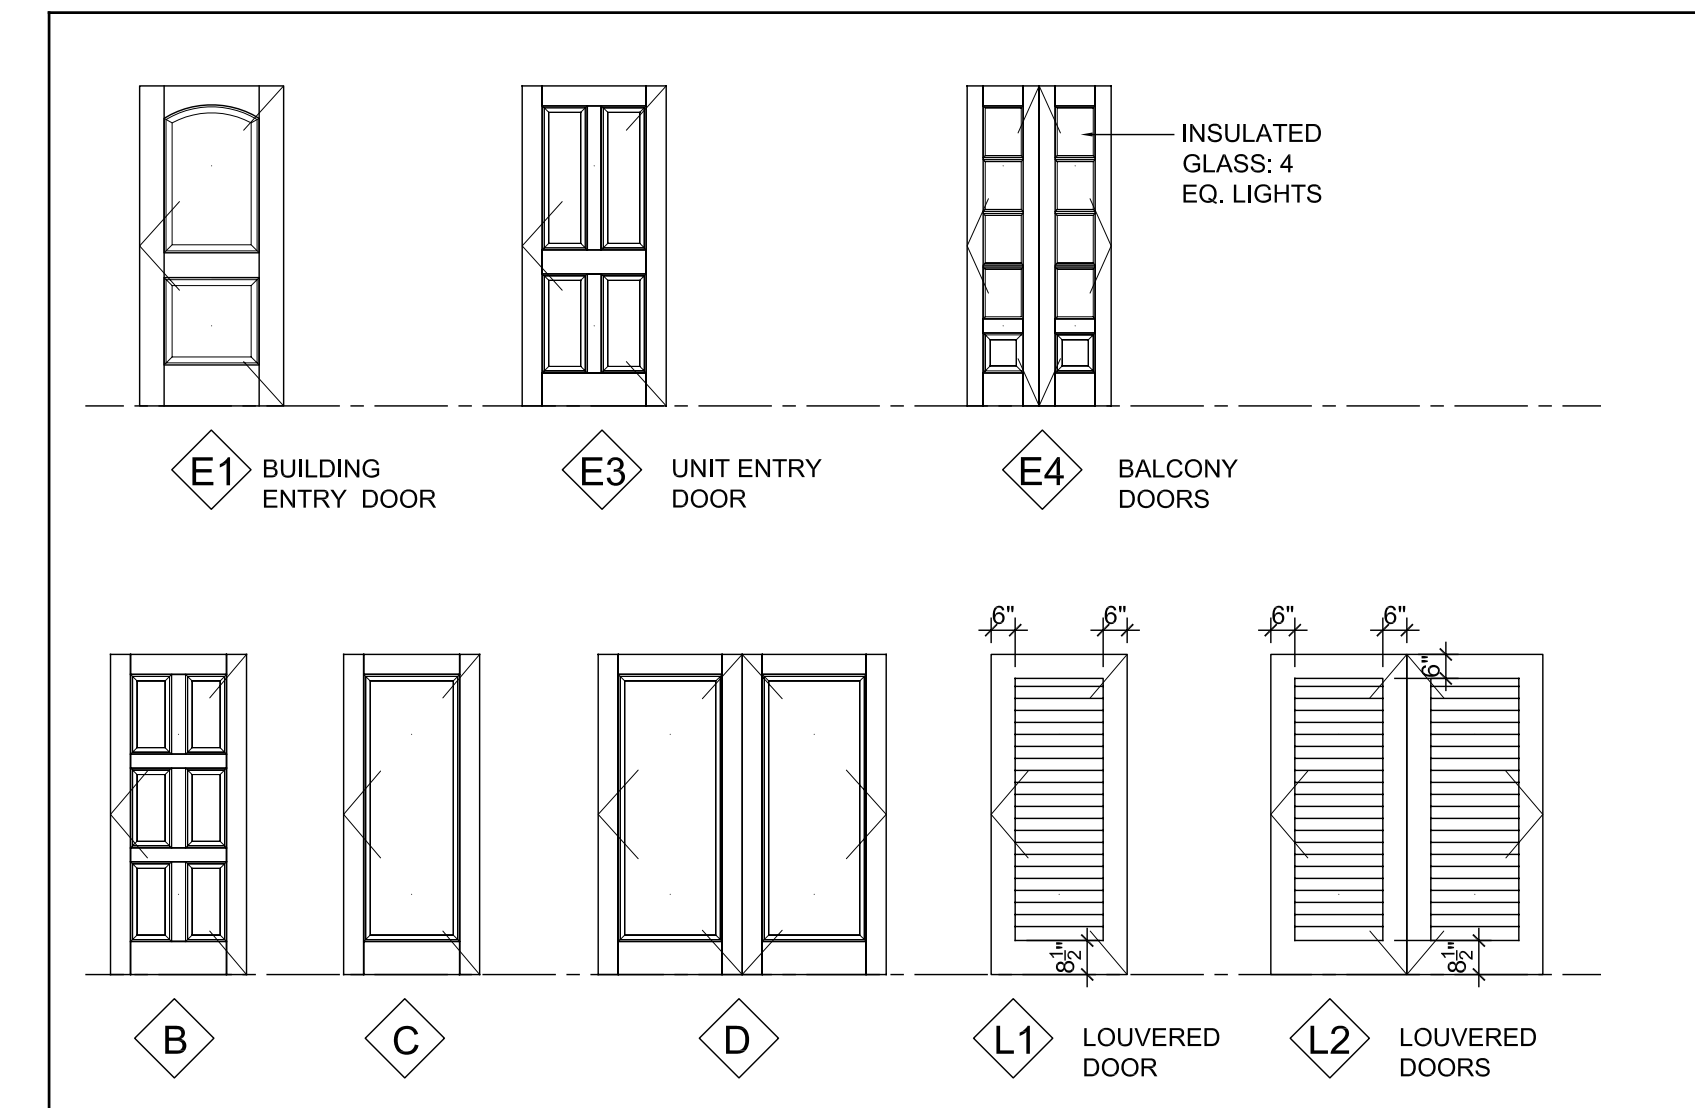 INSULATED
GLASS: 4
EQ. LIGHTS
E1
BUILDING
ENTRY DOOR
E3
UNIT ENTRY
DOOR
E4
BALCONY
DOORS
6"
6"
6"
6"
6"
8½"
8½"
B
C
D
L1
LOUVERED
DOOR
L2
LOUVERED
DOORS